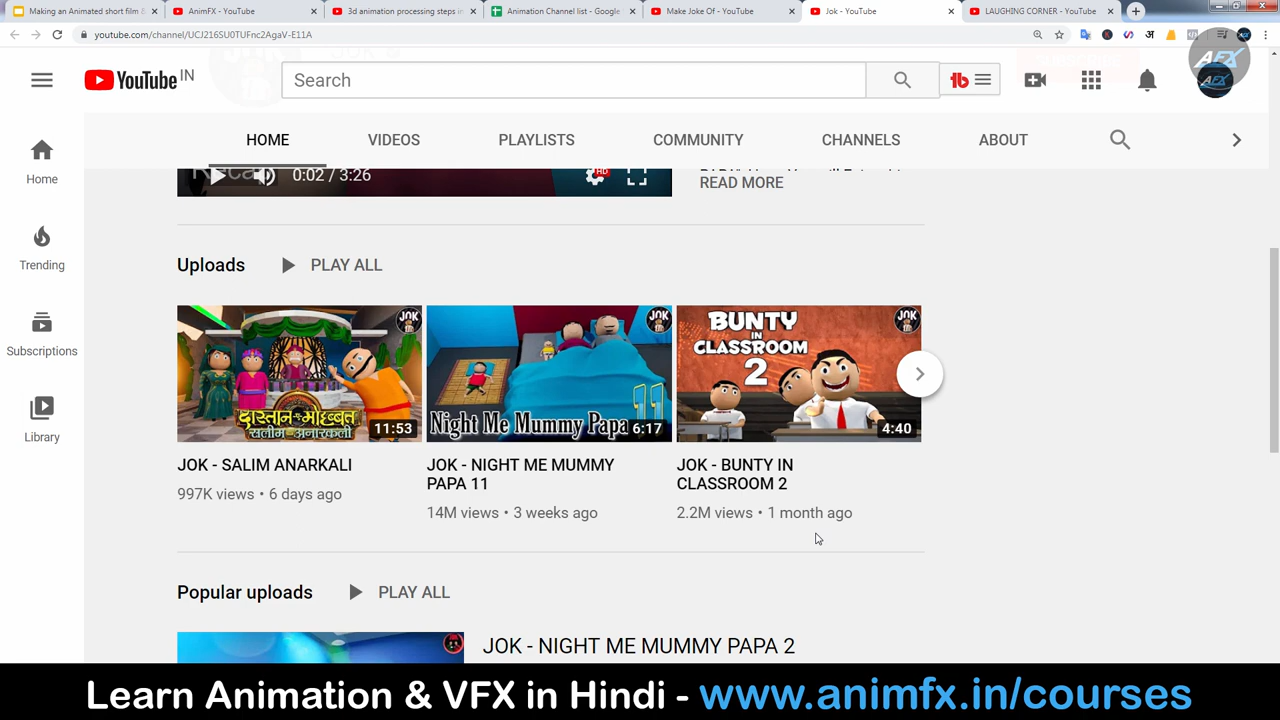 Making an Animated short film &
AnimFX - YouTube
3d animation processing steps in
Animation Channel list - Google
Make Joke Of - YouTube
Jok - YouTube
LAUGHING CORNER - YouTube
youtube.com/channel/UCJ216SU0TUFnc2AgaV-E11A
YouTube IN
Search
AFX
HOME
VIDEOS
PLAYLISTS
COMMUNITY
CHANNELS
ABOUT
Home
Trending
Subscriptions
Library
0:02 / 3:26
HD
READ MORE
Uploads
PLAY ALL
JOK
दास्तान-ए-मोहब्बत
सलीम-अनारकली
11:53
JOK
11
Night Me Mummy Papa
6:17
BUNTY
IN
CLASSROOM
2
JOK
4:40
JOK - SALIM ANARKALI
997K views • 6 days ago
JOK - NIGHT ME MUMMY
PAPA 11
14M views • 3 weeks ago
JOK - BUNTY IN
CLASSROOM 2
2.2M views • 1 month ago
Popular uploads
PLAY ALL
JOK - NIGHT ME MUMMY PAPA 2
Learn Animation & VFX in Hindi - www.animfx.in/courses